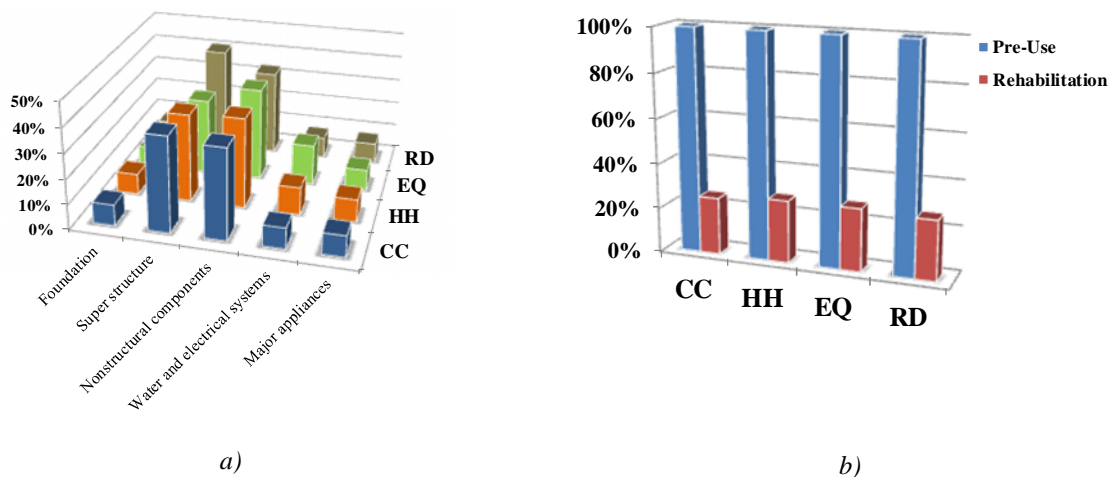 50%
40%
30%
20%
10%
0%
RD
EQ
HH
CC
Foundation
Super structure
Nonstructural components
Water and electrical systems
Major appliances
a)
100%
80%
60%
40%
20%
0%
CC
HH
EQ
RD
Pre-Use
Rehabilitation
b)